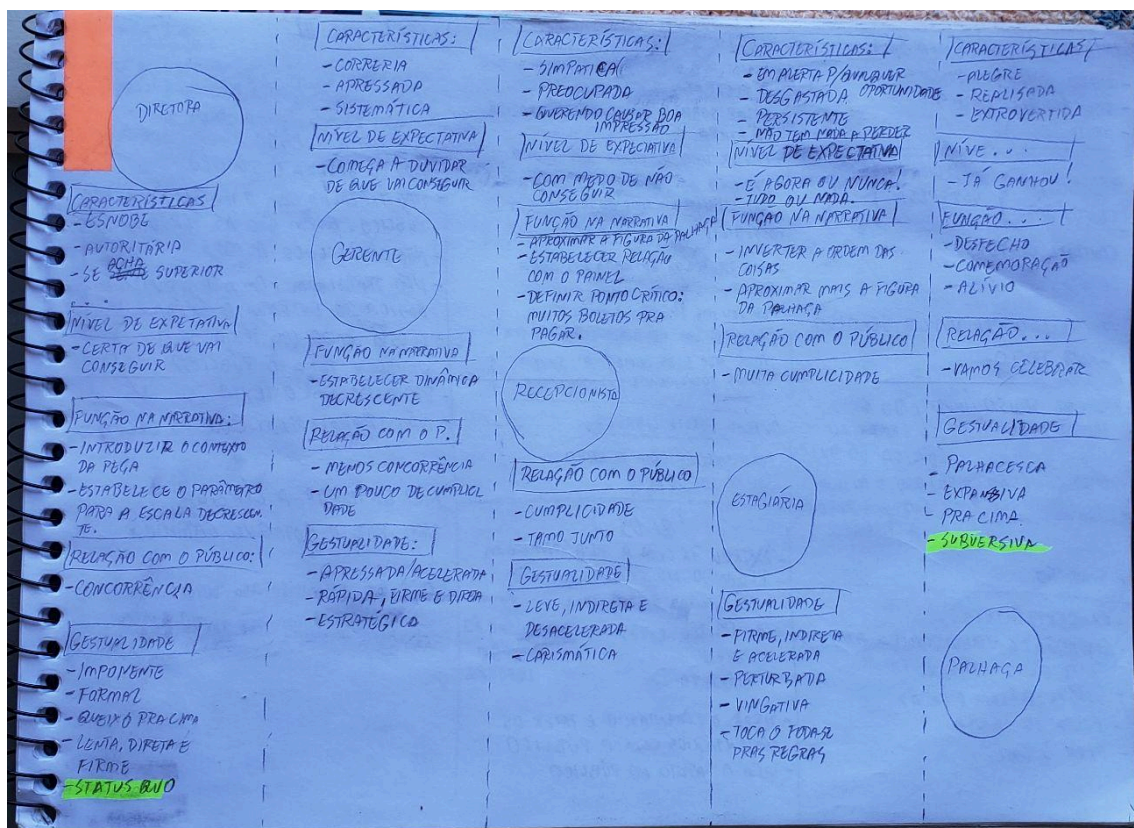 DIRETORA
CARACTERÍSTICAS
- ESNOBE
- AUTORITÁRIA
- SE ACHA SUPERIOR
...
NÍVEL DE EXPETATIVA
- CERTA DE QUE VAI
CONSEGUIR
FUNÇÃO NA NARRATIVA:
- INTRODUZIR O CONTEXTO
DA PEÇA
- ESTABELECE O PARÂMETRO
PARA A ESCALA DECRESCEN-
TE.
RELAÇÃO COM O PÚBLICO:
- CONCORRÊNCIA
GESTUALIDADE
- IMPONENTE
- FORMAL
- QUEIXO PRA CIMA
- LENTA, DIRETA E
FIRME
- STATUS QUO
CARACTERÍSTICAS:
- CORRERIA
- APRESSADA
- SISTEMÁTICA
NÍVEL DE EXPECTATIVA
- COMEÇA A DUVIDAR
DE QUE VAI CONSEGUIR
GERENTE
FUNÇÃO NA NARRATIVA
- ESTABELECER DINÂMICA
DECRESCENTE
RELAÇÃO COM O P.
- MENOS CONCORRÊNCIA
- UM POUCO DE CUMPLICI
DADE
GESTUALIDADE:
- APRESSADA/ACELERADA
- RÁPIDA, FIRME E DIRETA
- ESTRATÉGICA
CARACTERÍSTICAS:
- SIMPATICA
- PREOCUPADA
- QUERENDO CAUSAR BOA
IMPRESSÃO
NÍVEL DE EXPECTATIVA
- COM MEDO DE NÃO
CONSEGUIR
FUNÇÃO NA NARRATIVA
- APROXIMAR A FIGURA DA PALHAÇA
- ESTABELECER RELAÇÃO
COM O PAINEL
- DEFINIR PONTO CRÍTICO:
MUITOS BOLETOS PRA
PAGAR.
RECEPCIONISTA
RELAÇÃO COM O PÚBLICO
- CUMPLICIDADE
- TAMO JUNTO
GESTUALIDADE
- LEVE, INDIRETA E
DESACELERADA
- CARISMÁTICA
CARACTERÍSTICAS:
- EM ALERTA P/ QUALQUER
OPORTUNIDADE
- DESGASTADA
- PERSISTENTE
- NÃO TEM NADA A PERDER
NÍVEL DE EXPECTATIVA
- É AGORA OU NUNCA!
- TUDO OU NADA.
FUNÇÃO NA NARRATIVA
- INVERTER A ORDEM DAS
COISAS
- APROXIMAR MAIS A FIGURA
DA PALHAÇA
RELAÇÃO COM O PÚBLICO
- MUITA CUMPLICIDADE
ESTAGIÁRIA
GESTUALIDADE
- FIRME, INDIRETA
E ACELERADA
- PERTURBADA
- VINGATIVA
- TOCA O FODA-SE
PRAS REGRAS
CARACTERÍSTICAS
- ALEGRE
- REALISADA
- EXTROVERTIDA
NÍVE...
- JÁ GANHOU!
FUNÇÃO...
- DESFECHO
- COMEMORAÇÃO
- ALÍVIO
RELAÇÃO...
- VAMOS CELEBRAR
GESTUALIDADE
- PALHACESCA
- EXPANSIVA
- PRA CIMA
- SUBVERSIVA
PALHAÇA